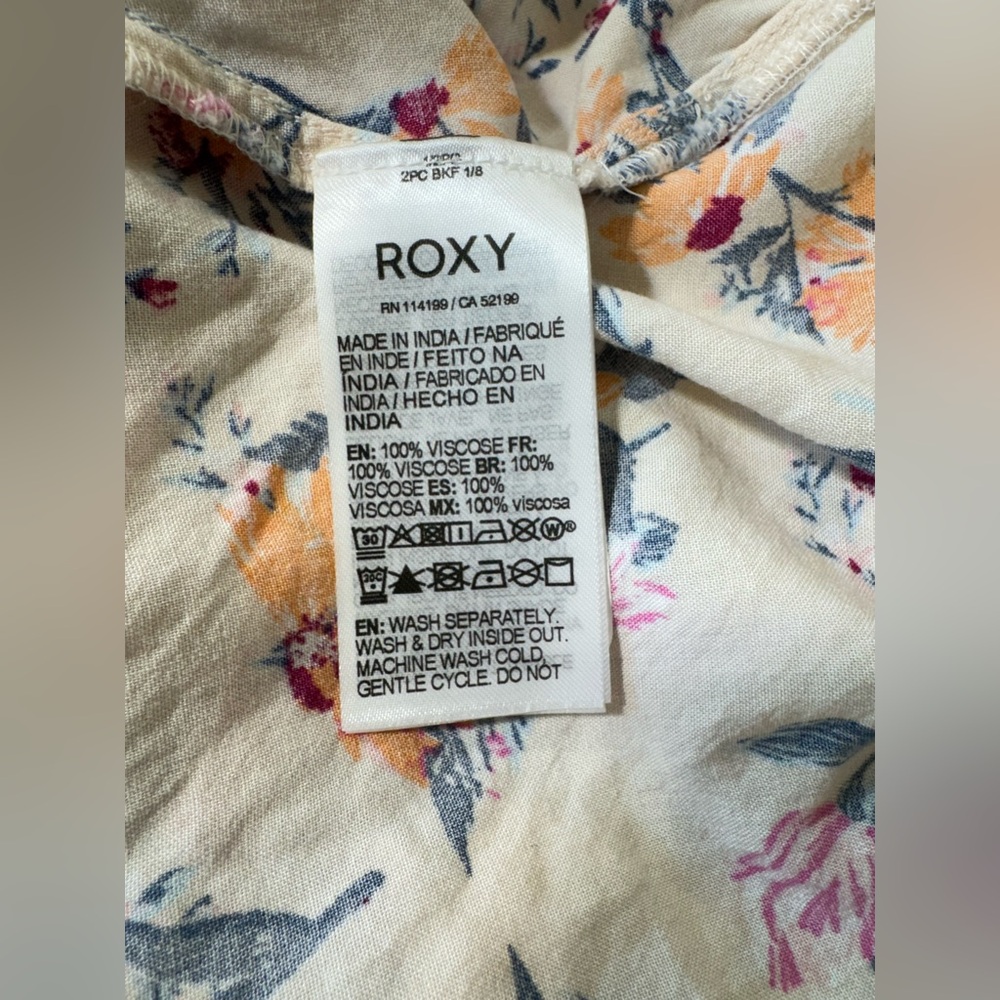 2PC BKF 1/8
ROXY
RN 114199 / CA 52199
MADE IN INDIA / FABRIQUÉ
EN INDE / FEITO NA
INDIA / FABRICADO EN
INDIA / HECHO EN
INDIA
EN: 100% VISCOSE FR:
100% VISCOSE BR: 100%
VISCOSE ES: 100%
VISCOSA MX: 100% viscosa
30
W®
30C
EN: WASH SEPARATELY.
WASH & DRY INSIDE OUT.
MACHINE WASH COLD,
GENTLE CYCLE. DO NOT